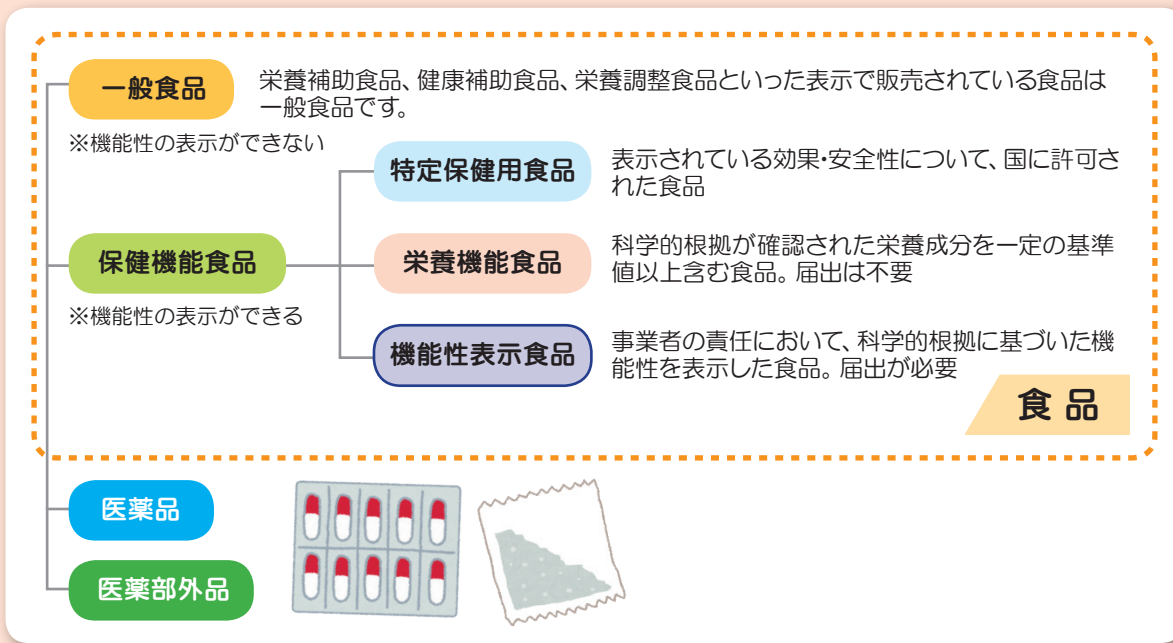 一般食品
栄養補助食品、健康補助食品、栄養調整食品といった表示で販売されている食品は
一般食品です。
※機能性の表示ができない
特定保健用食品
表示されている効果・安全性について、国に許可さ
れた食品
保健機能食品
※機能性の表示ができる
栄養機能食品
科学的根拠が確認された栄養成分を一定の基準
値以上含む食品。届出は不要
機能性表示食品
事業者の責任において、科学的根拠に基づいた機
能性を表示した食品。届出が必要
食品
医薬品
医薬部外品